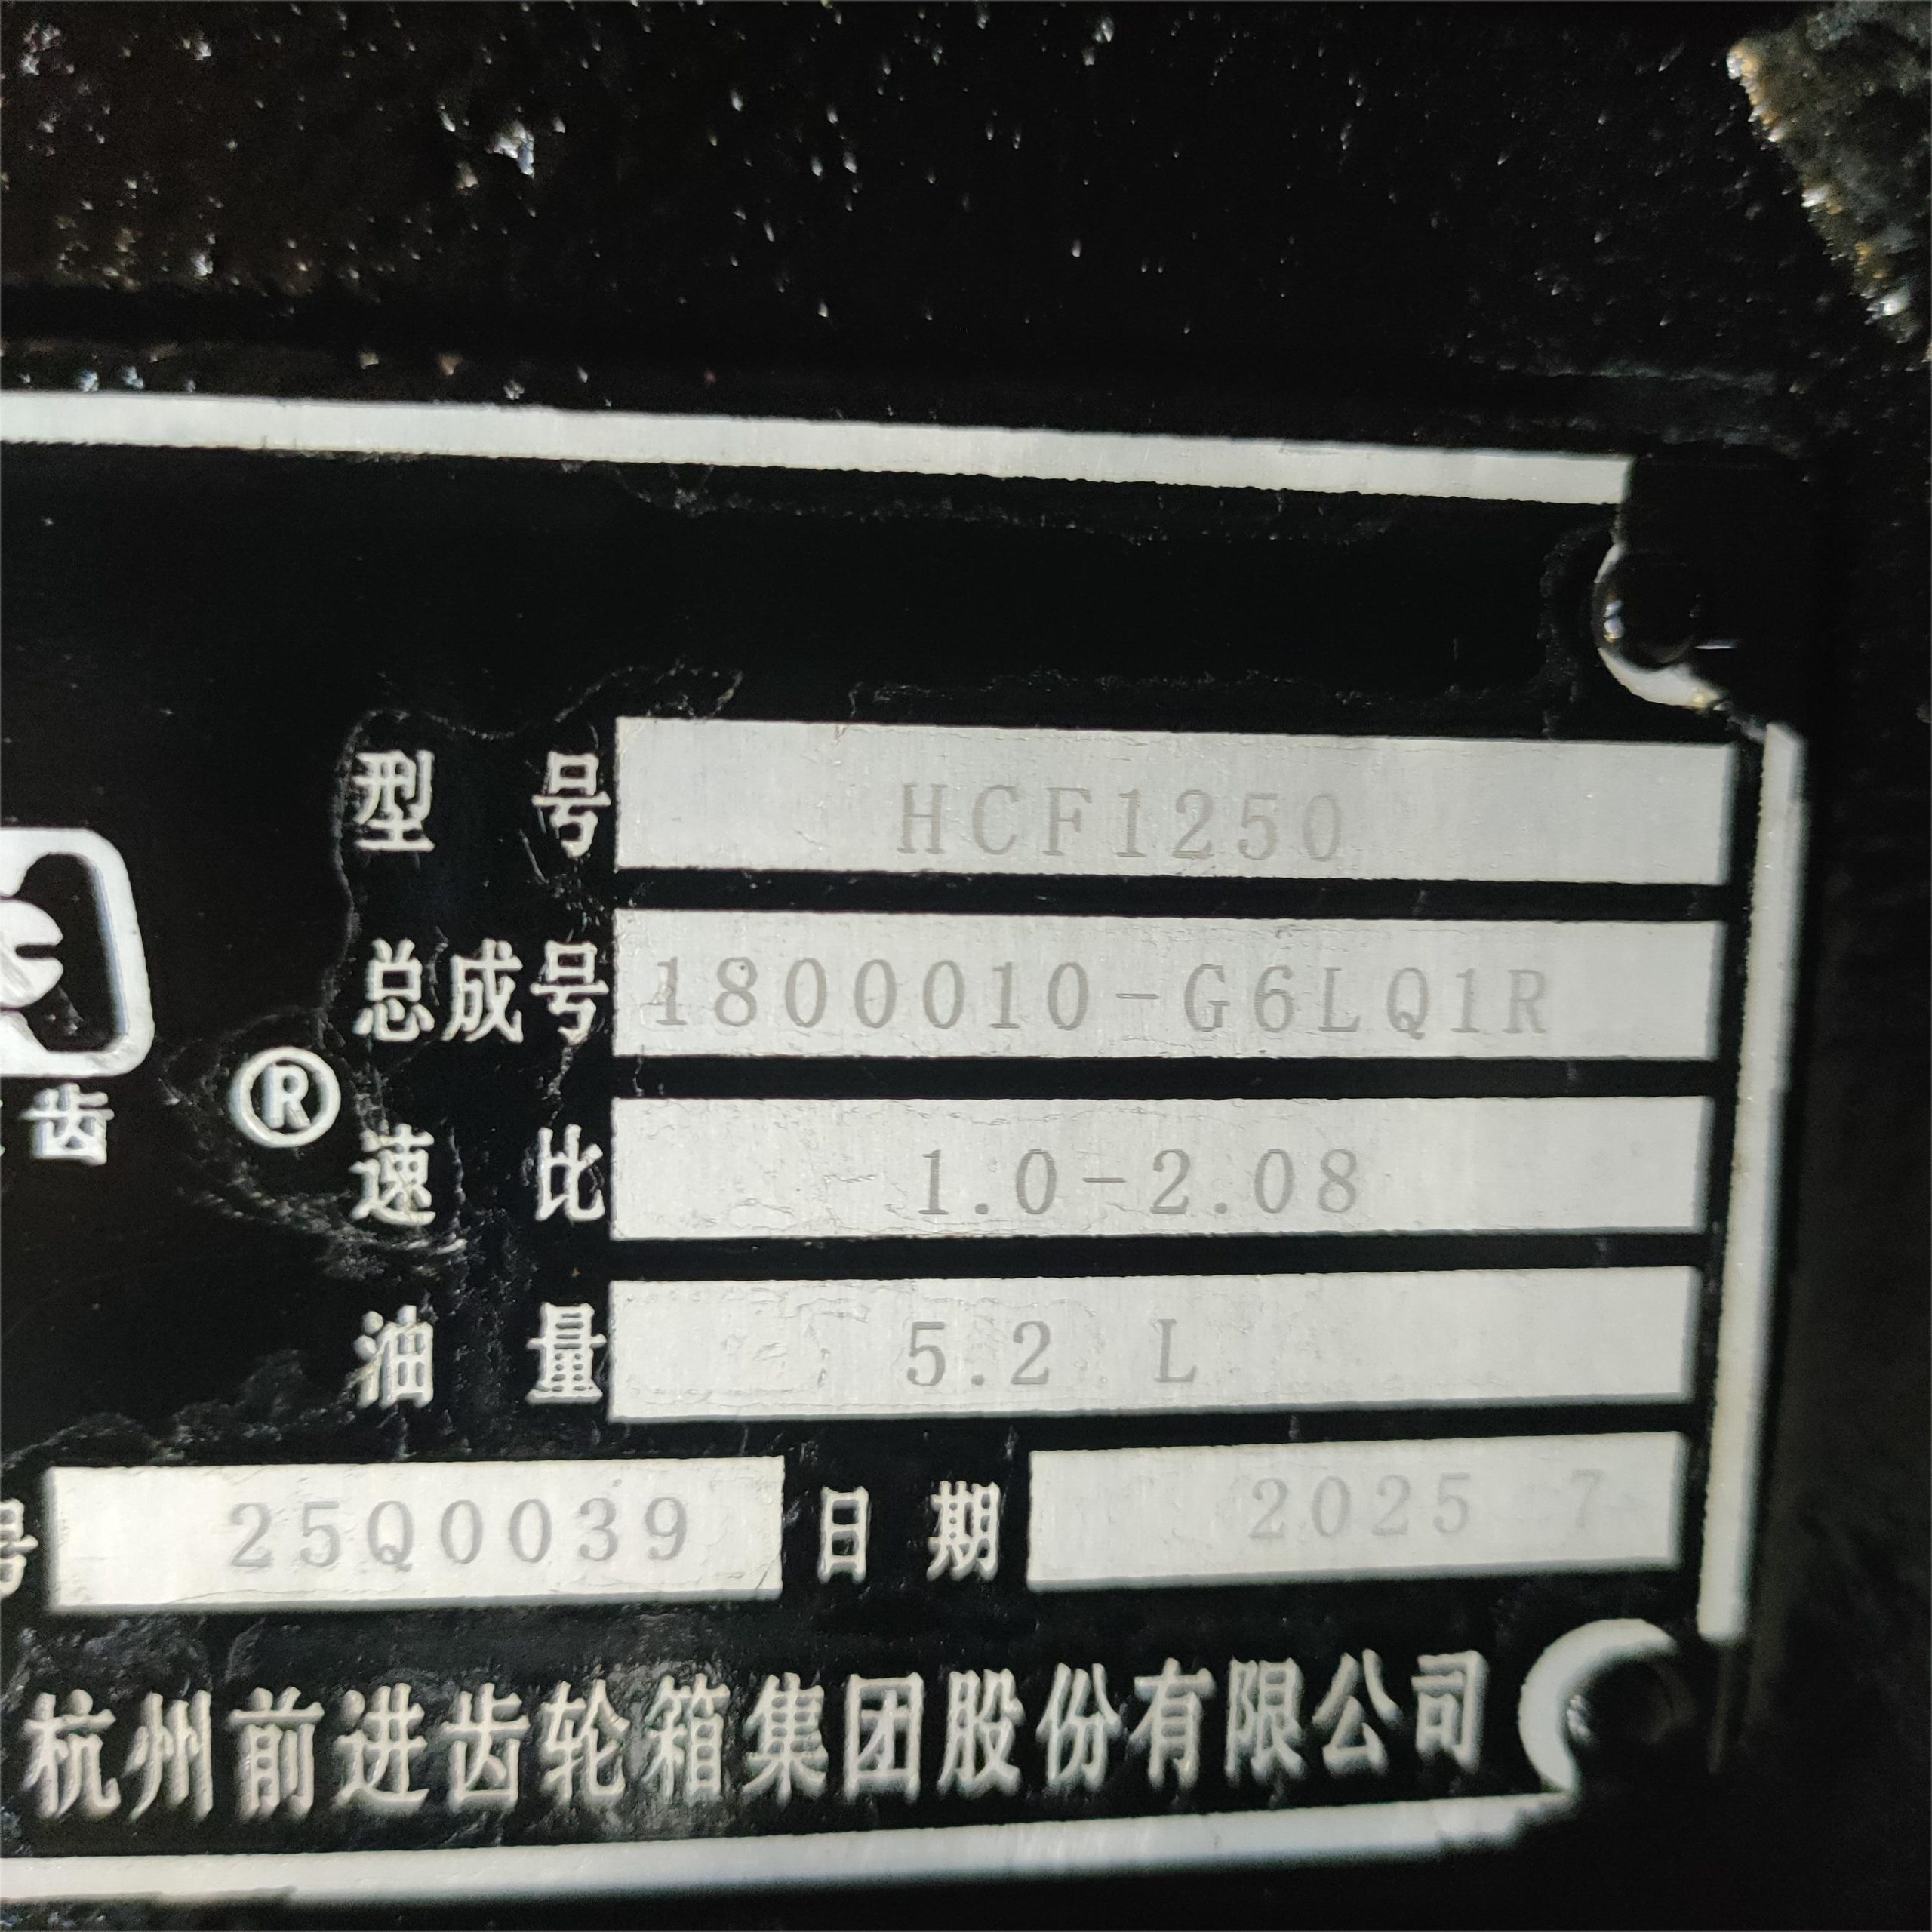 型 号 HCF1250
总成号 1800010-G6LQ1R
齿 ®
速 比 1.0-2.08
油 量 5.2 L
号 25Q0039 日 期 2025 7
杭州前进齿轮箱集团股份有限公司